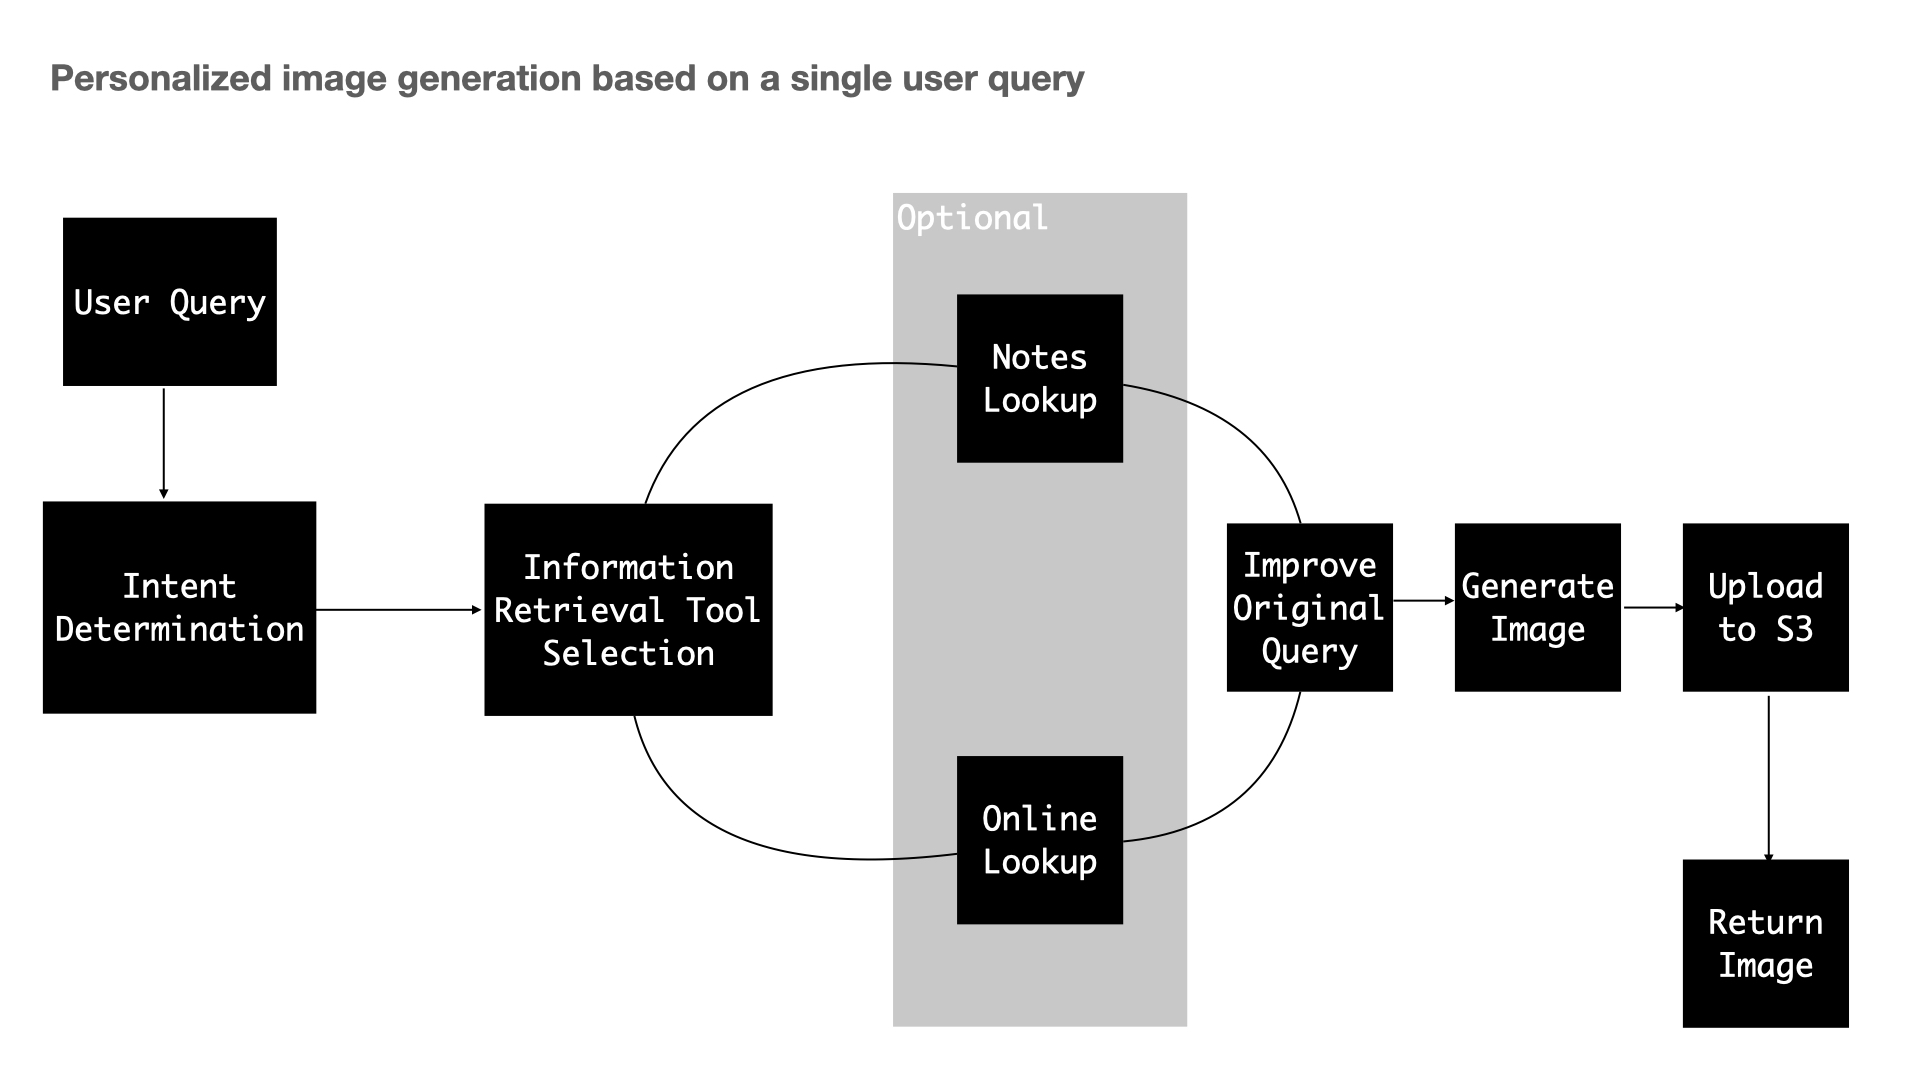 Personalized image generation based on a single user query
User Query
Intent
Determination
Information
Retrieval Tool
Selection
Optional
Notes
Lookup
Online
Lookup
Improve
Original
Query
Generate
Image
Upload
to S3
Return
Image